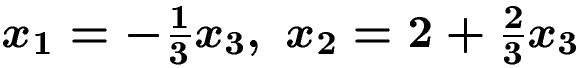 x₁ = −⅓x₃, x₂ = 2 + ⅔x₃